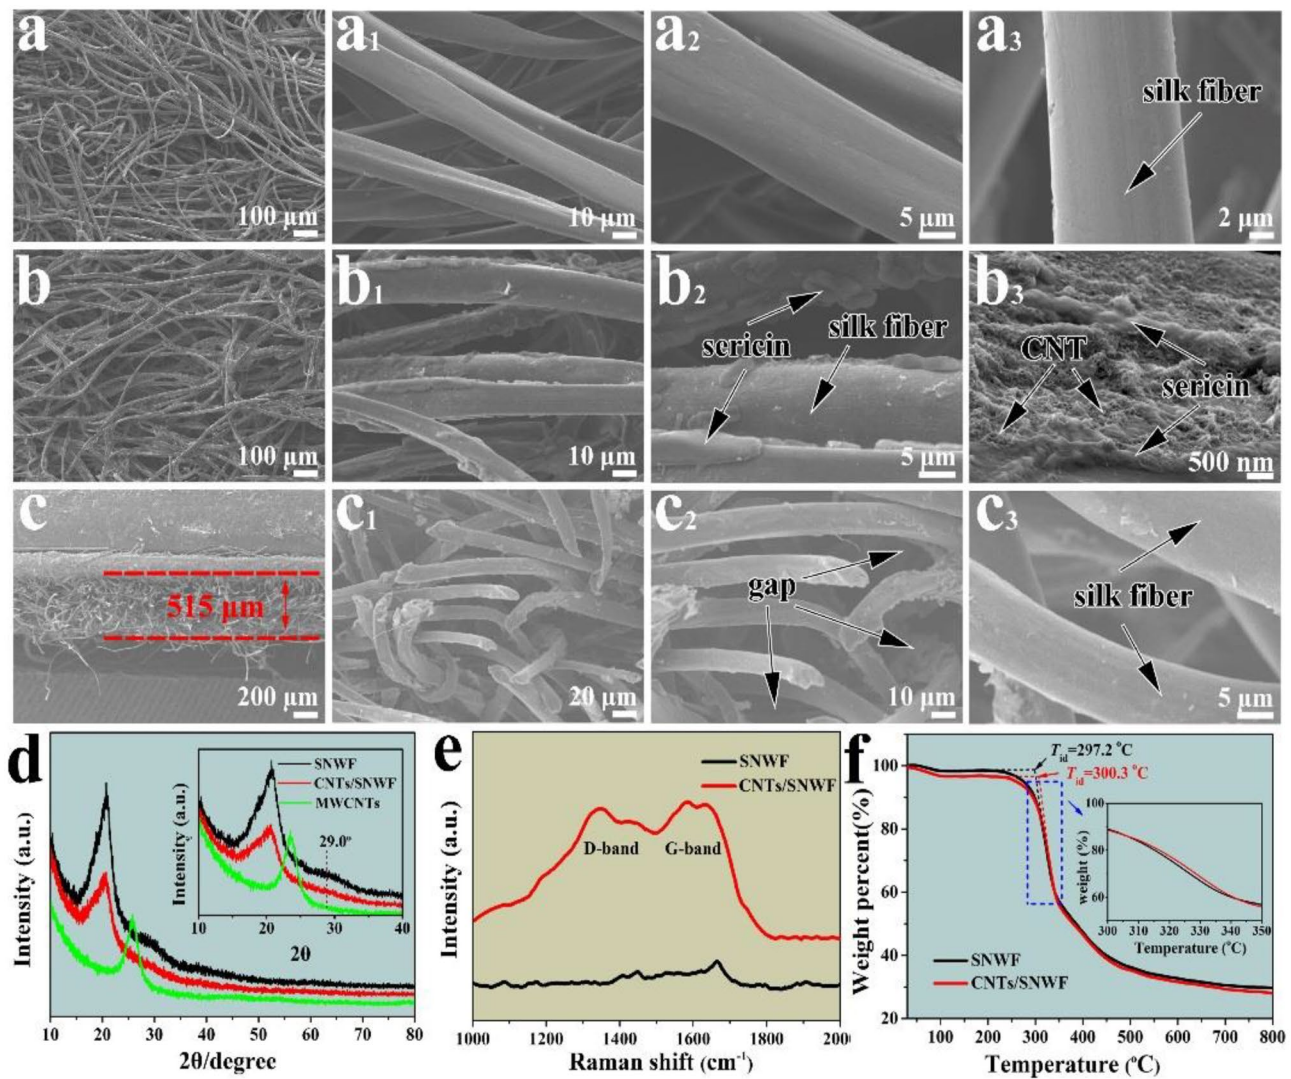 a
100 μm
a1
10 μm
a2
5 μm
a3
silk fiber
2 μm
b
100 μm
b1
10 μm
b2
sericin
silk fiber
5 μm
b3
CNT
sericin
500 nm
c
515 μm
200 μm
c1
20 μm
c2
gap
10 μm
c3
silk fiber
5 μm
d
SNWF
CNTs/SNWF
MWCNTs
29.0°
Intensity (a.u.)
10 20 30 40
2θ
Intensity (a.u.)
10 20 30 40 50 60 70 80
2θ/degree
e
SNWF
CNTs/SNWF
D-band
G-band
Intensity (a.u.)
1000 1200 1400 1600 1800 200
Raman shift (cm-1)
f
Tid=297.2 °C
Tid=300.3 °C
100
80
60
40
20
Weight percent(%)
100
80
60
weight (%)
300 310 320 330 340 350
Temperature (°C)
SNWF
CNTs/SNWF
100 200 300 400 500 600 700 800
Temperature (ºC)